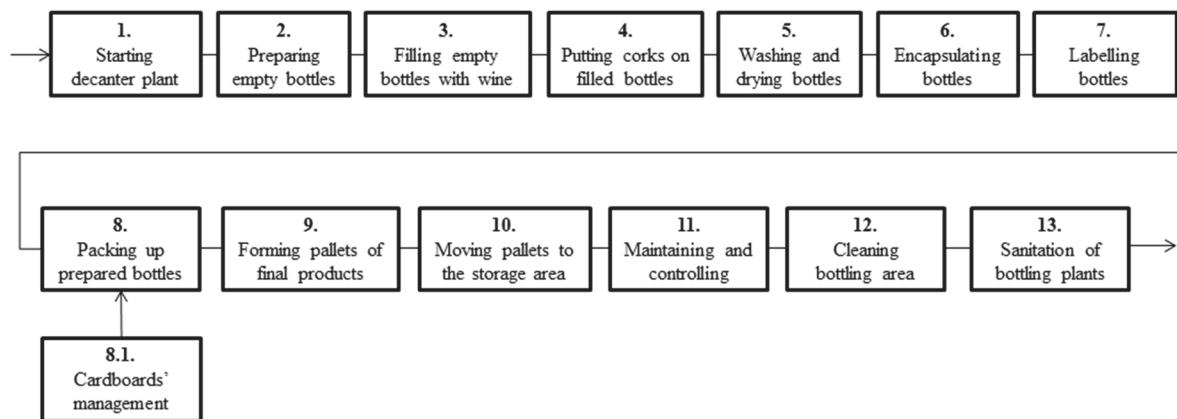 1.
Starting
decanter plant
2.
Preparing
empty bottles
3.
Filling empty
bottles with wine
4.
Putting corks on
filled bottles
5.
Washing and
drying bottles
6.
Encapsulating
bottles
7.
Labelling
bottles
8.
Packing up
prepared bottles
9.
Forming pallets of
final products
10.
Moving pallets to
the storage area
11.
Maintaining and
controlling
12.
Cleaning
bottling area
13.
Sanitation of
bottling plants
8.1.
Cardboards’
management